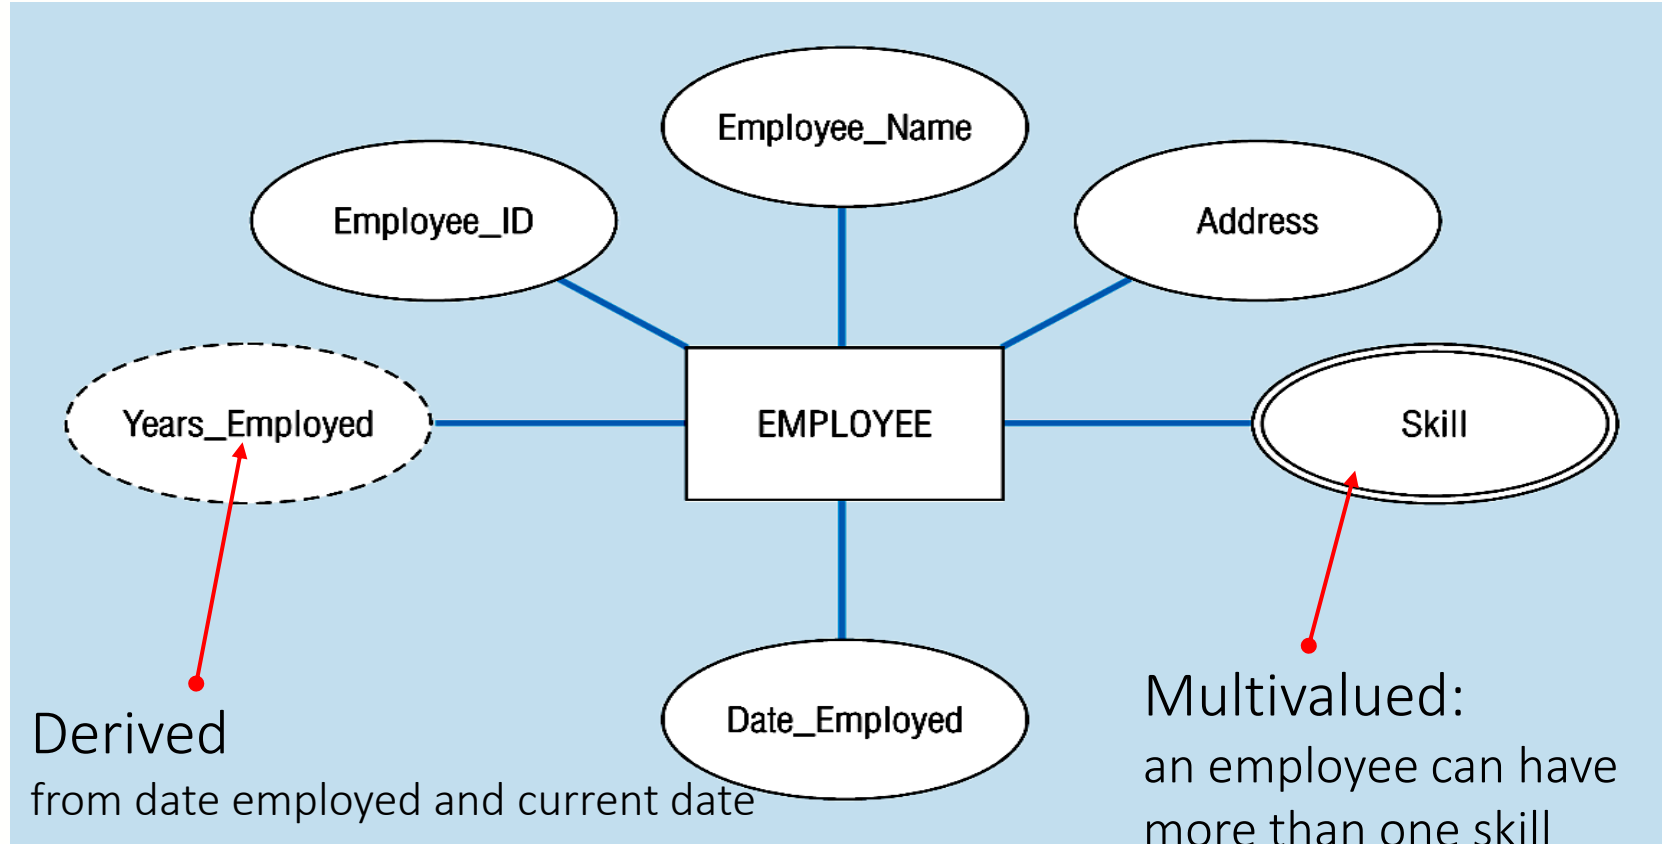 Employee_Name
Employee_ID
Address
Years_Employed
EMPLOYEE
Skill
Date_Employed
Derived
from date employed and current date
Multivalued:
an employee can have
more than one skill